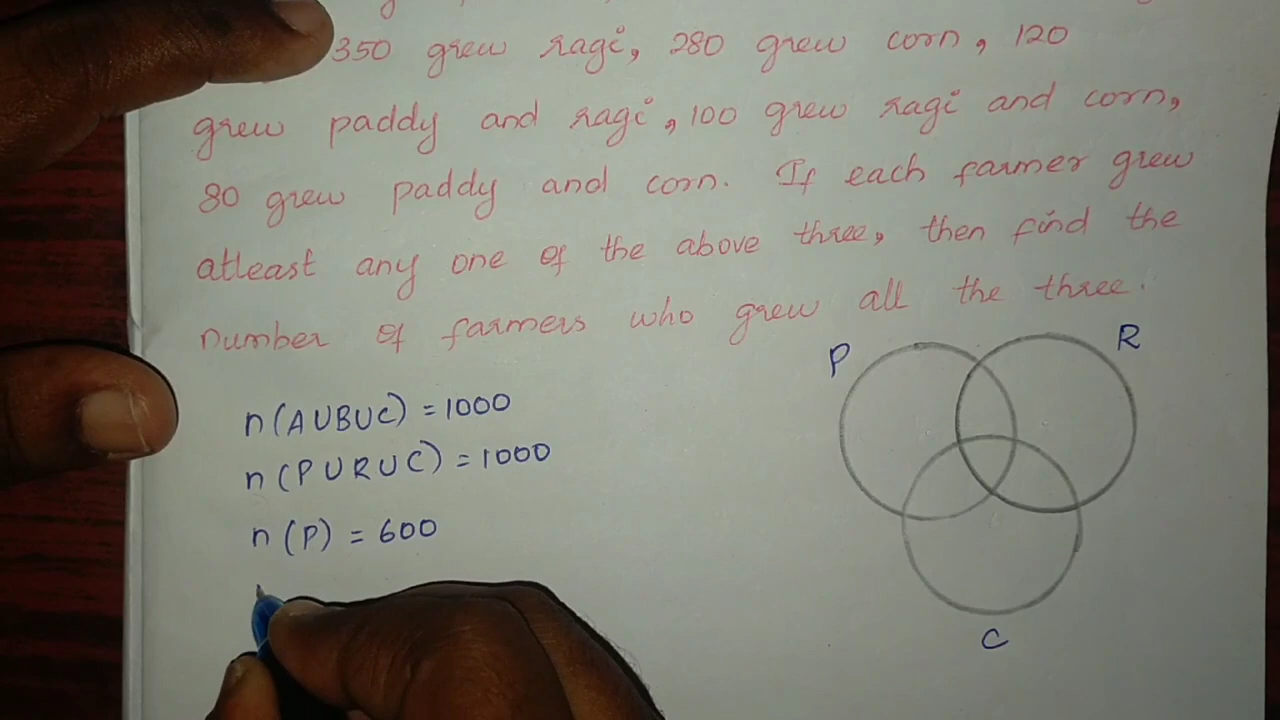 350 grew ragi, 280 grew corn, 120
grew paddy and ragi, 100 grew ragi and corn,
80 grew paddy and corn. If each farmer grew
atleast any one of the above three, then find the
number of farmers who grew all the three.
P
R
n(AUBUC) = 1000
n(PURUC) = 1000
n(P) = 600
C